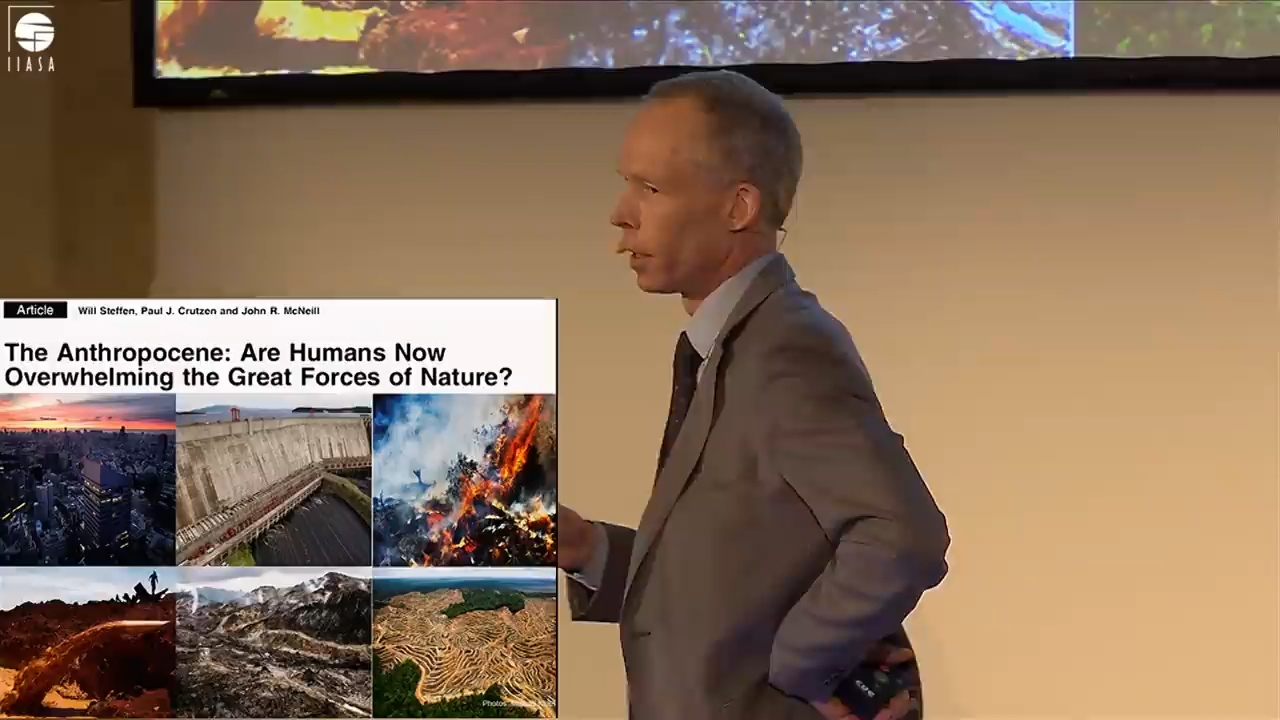 IIASA
Article Will Steffen, Paul J. Crutzen and John R. McNeill
The Anthropocene: Are Humans Now
Overwhelming the Great Forces of Nature?